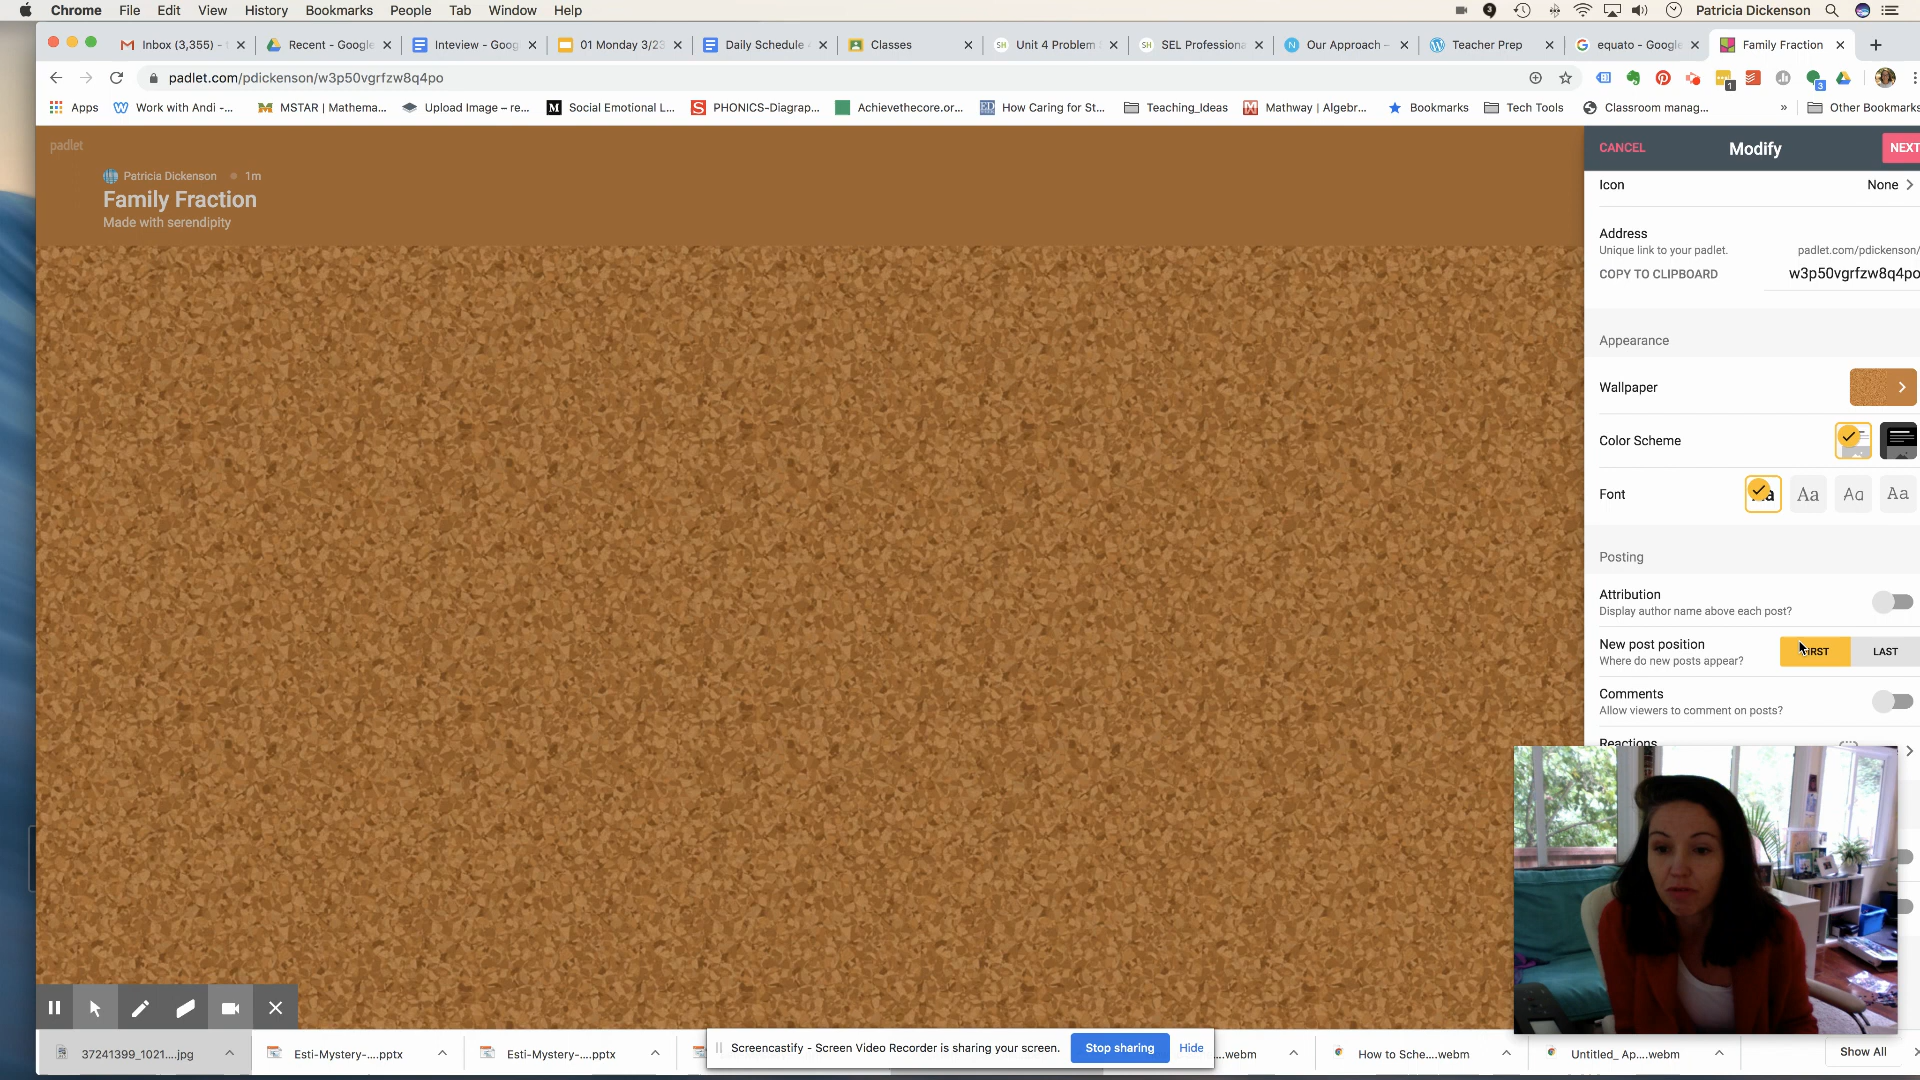 Chrome File Edit View History Bookmarks People Tab Window Help
3 Patricia Dickenson
Inbox (3,355) - Recent - Google Inteview - Goog 01 Monday 3/23 Daily Schedule Classes Unit 4 Problem SEL Professiona Our Approach – Teacher Prep equato - Google Family Fraction
padlet.com/pdickenson/w3p50vgrfzw8q4po
1 3
Apps Work with Andi -... MSTAR | Mathema... Upload Image – re... Social Emotional L... PHONICS-Diagrap... Achievethecore.or... How Caring for St... Teaching_Ideas Mathway | Algebr... Bookmarks Tech Tools Classroom manag... » Other Bookmarks
padlet
Patricia Dickenson 1m
Family Fraction
Made with serendipity
CANCEL Modify NEXT
Icon None
Address
Unique link to your padlet. padlet.com/pdickenson/
COPY TO CLIPBOARD w3p50vgrfzw8q4po
Appearance
Wallpaper
Color Scheme
Font Aa Aa Aa
Posting
Attribution
Display author name above each post?
New post position FIRST LAST
Where do new posts appear?
Comments
Allow viewers to comment on posts?
Reactions
37241399_1021....jpg Esti-Mystery-....pptx Esti-Mystery-....pptx Screencastify - Screen Video Recorder is sharing your screen. Stop sharing Hide ....webm How to Sche....webm Untitled_ Ap....webm Show All